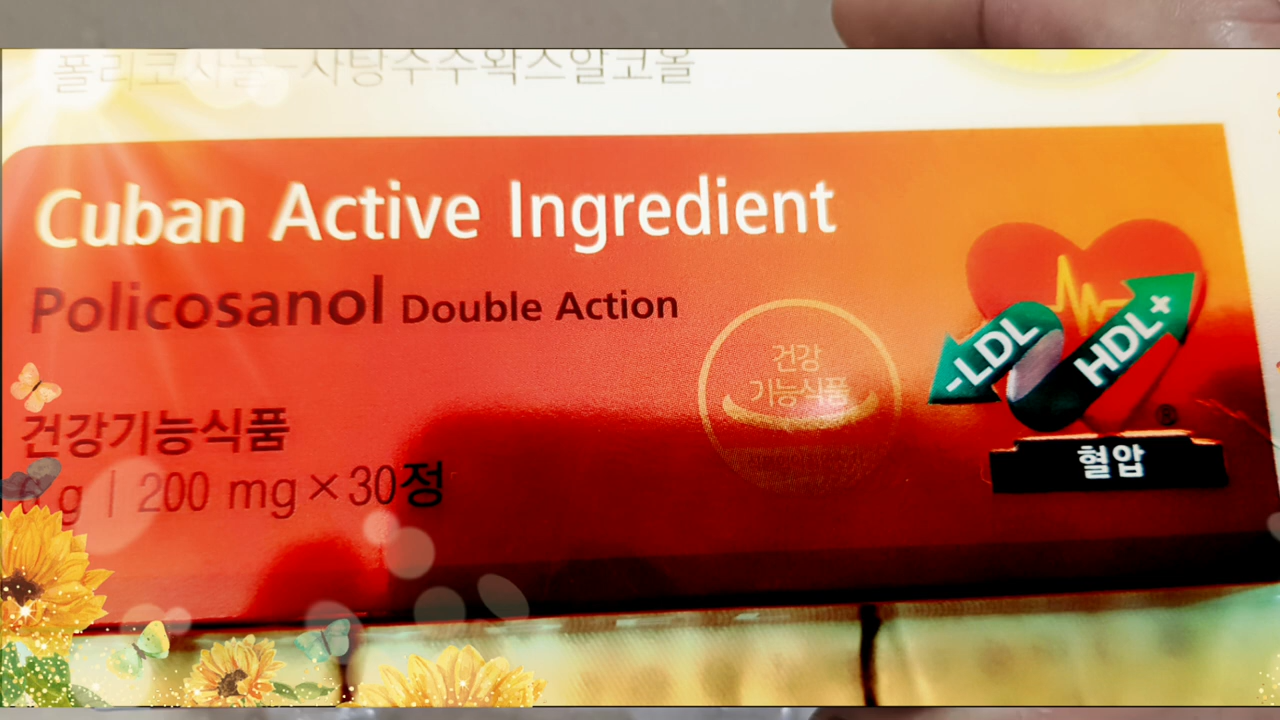 폴리코사놀-사탕수수왁스알코올
Cuban Active Ingredient
Policosanol Double Action
건강
기능식품
-LDL
HDL+
혈압
건강기능식품
6 g | 200 mg × 30정